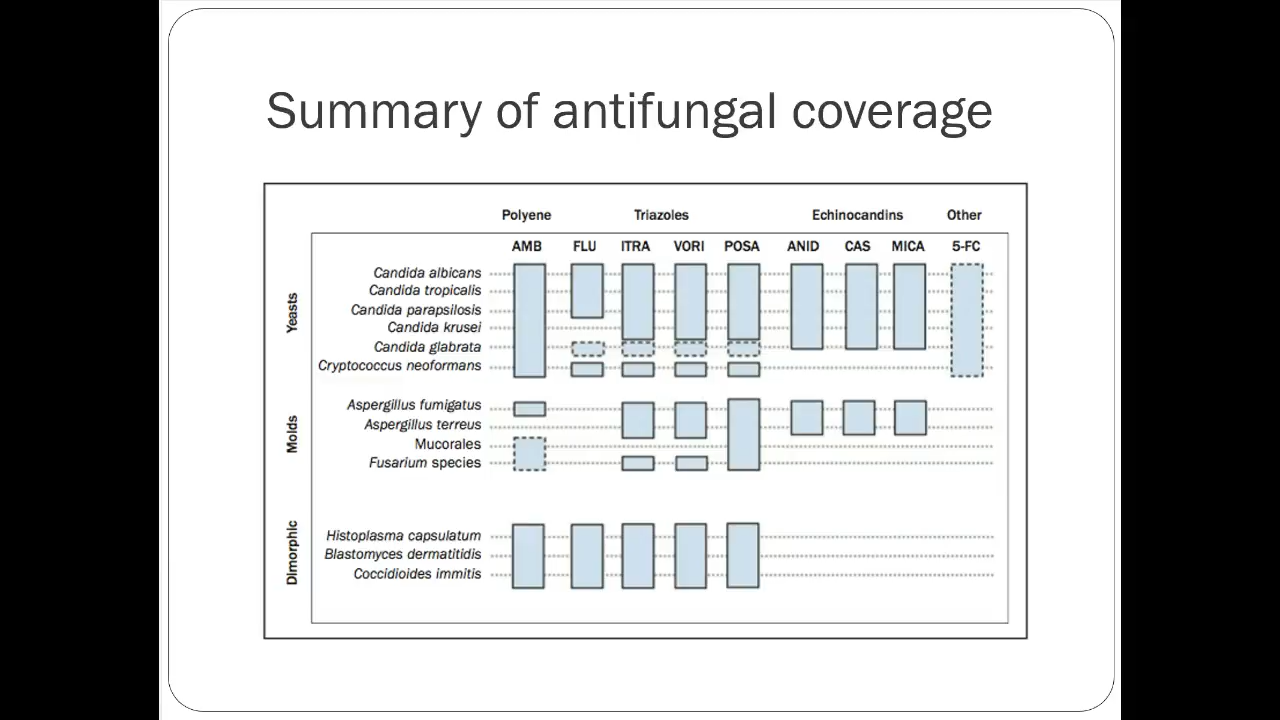 Summary of antifungal coverage
Polyene Triazoles Echinocandins Other
AMB FLU ITRA VORI POSA ANID CAS MICA 5-FC
Yeasts
Candida albicans
Candida tropicalis
Candida parapsilosis
Candida krusei
Candida glabrata
Cryptococcus neoformans
Molds
Aspergillus fumigatus
Aspergillus terreus
Mucorales
Fusarium species
Dimorphic
Histoplasma capsulatum
Blastomyces dermatitidis
Coccidioides immitis